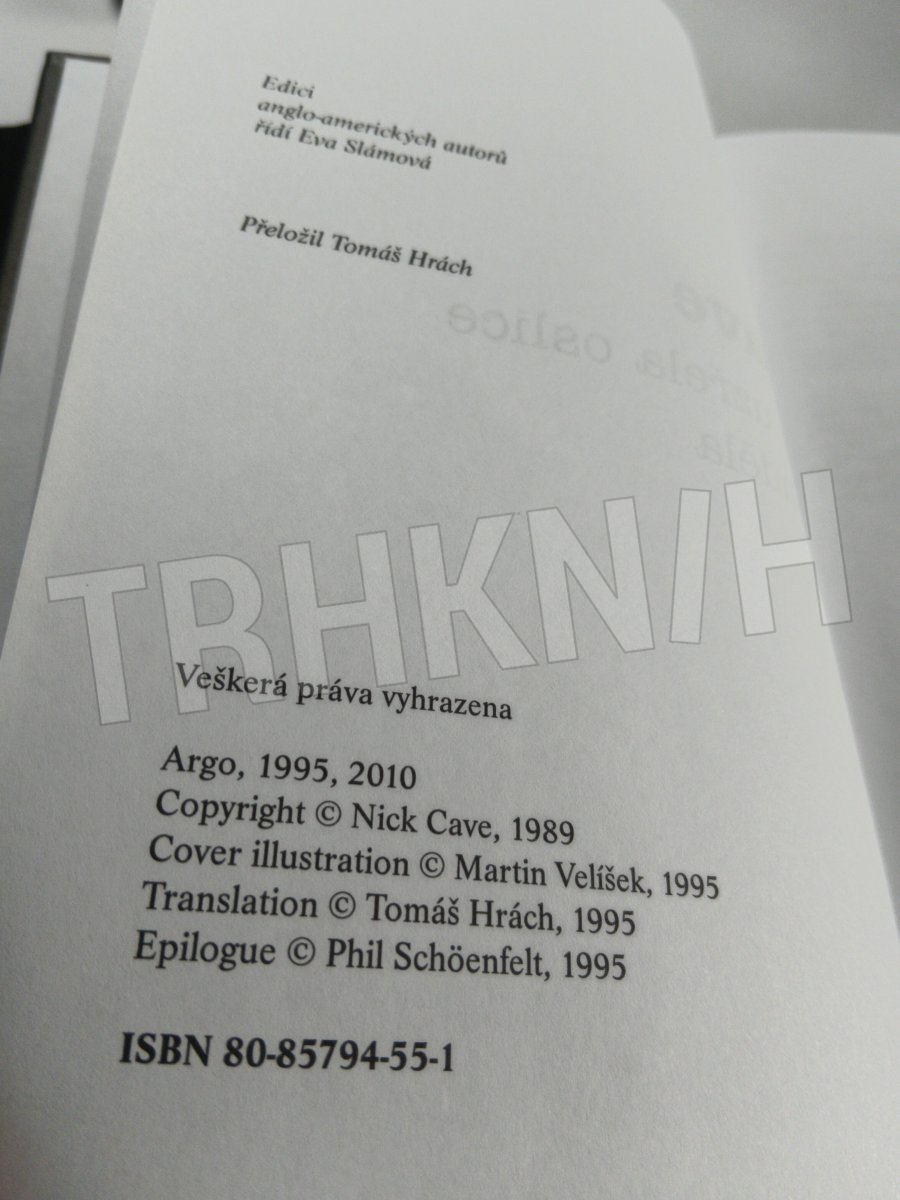 Edici
anglo-amerických autorů
řídí Eva Slámová
Přeložil Tomáš Hrách
oslice
TRHKNIH
Veškerá práva vyhrazena
Argo, 1995, 2010
Copyright © Nick Cave, 1989
Cover illustration © Martin Velíšek, 1995
Translation © Tomáš Hrách, 1995
Epilogue © Phil Schöenfelt, 1995
ISBN 80-85794-55-1